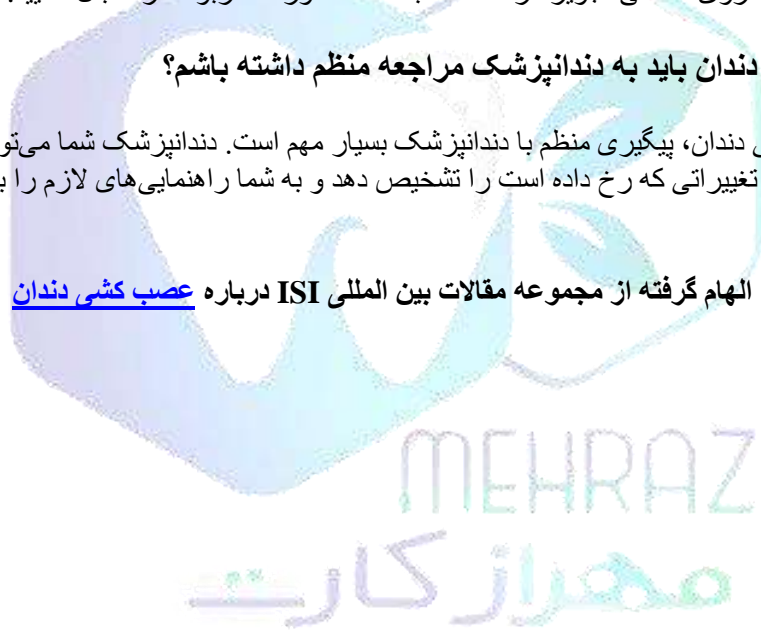 دندان باید به دندانپزشک مراجعه منظم داشته باشم؟
دندان، پیگیری منظم با دندانپزشک بسیار مهم است. دندانپزشک شما
تغییراتی که رخ داده است را تشخیص دهد و به شما راهنمایی‌های لازم را
الهام گرفته از مجموعه مقالات بین المللی ISI درباره عصب کشی دندان
MEHRAZ
مهراز کارت